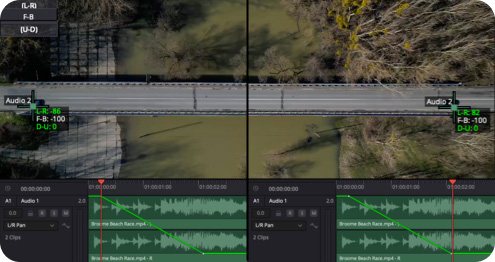 (L-R)
F-B
(U-D)
Audio 2
L-R: -86
F-B: -100
D-U: 0
Audio 2
L-R: 82
F-B: -100
D-U: 0
00:00:00:00
01:00:00:00
01:00:01:00
01:00:02:00
A1 Audio 1 2.0
0.0 R S M
L/R Pan
2 Clips
Broome Beach Race.mp4 - L
Broome Beach Race.mp4 - R
00:00:00:00
01:00:00:00
01:00:01:00
01:00:02:00
A1 Audio 1 2.0
0.0 R S M
L/R Pan
2 Clips
Broome Beach Race.mp4 - L
Broome Beach Race.mp4 - R